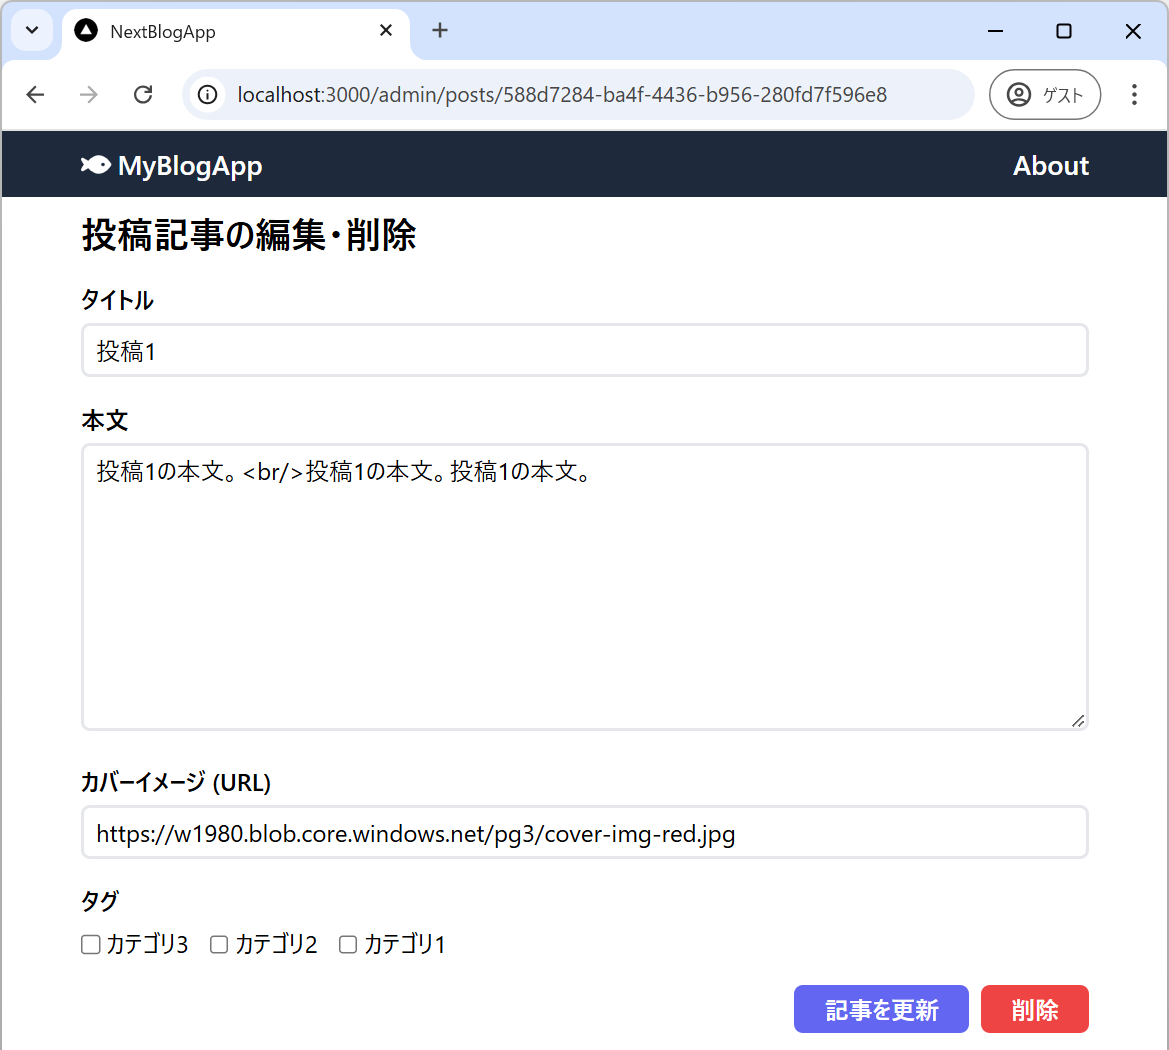 NextBlogApp
localhost:3000/admin/posts/588d7284-ba4f-4436-b956-280fd7f596e8
ゲスト
MyBlogApp
About
投稿記事の編集・削除
タイトル
投稿1
本文
投稿1の本文。<br/>投稿1の本文。投稿1の本文。
カバーイメージ (URL)
https://w1980.blob.core.windows.net/pg3/cover-img-red.jpg
タグ
カテゴリ3 カテゴリ2 カテゴリ1
記事を更新 削除